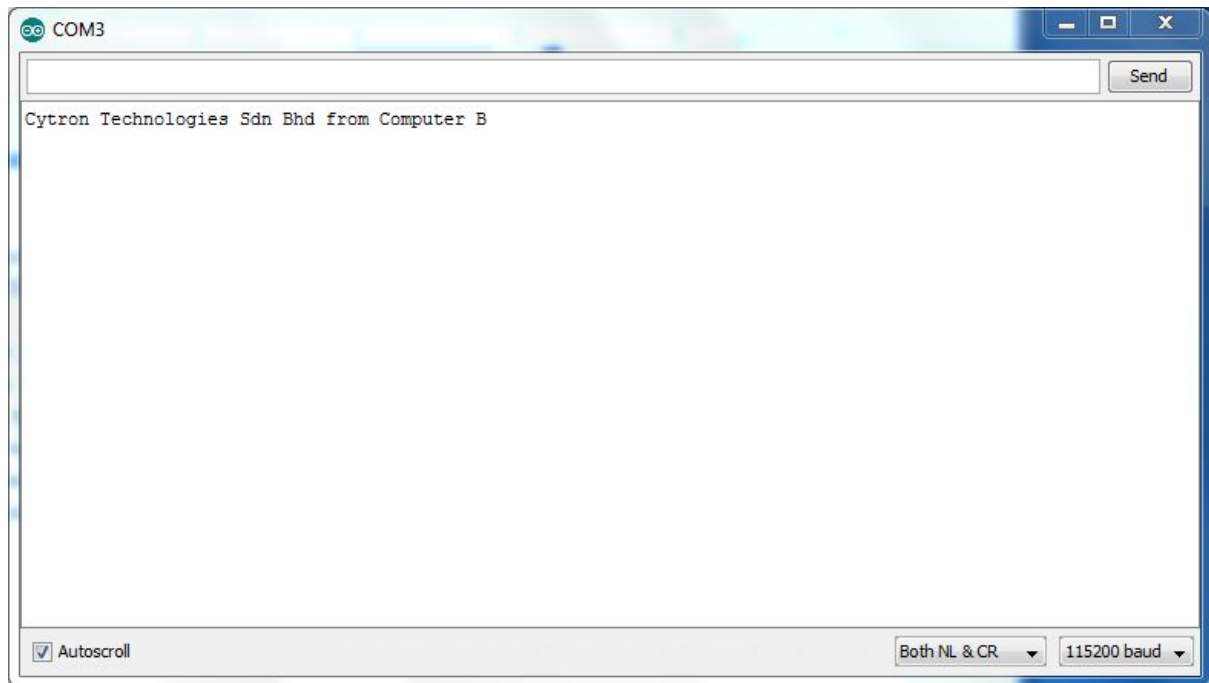 COM3
Send
Cytron Technologies Sdn Bhd from Computer B
Autoscroll
Both NL & CR
115200 baud